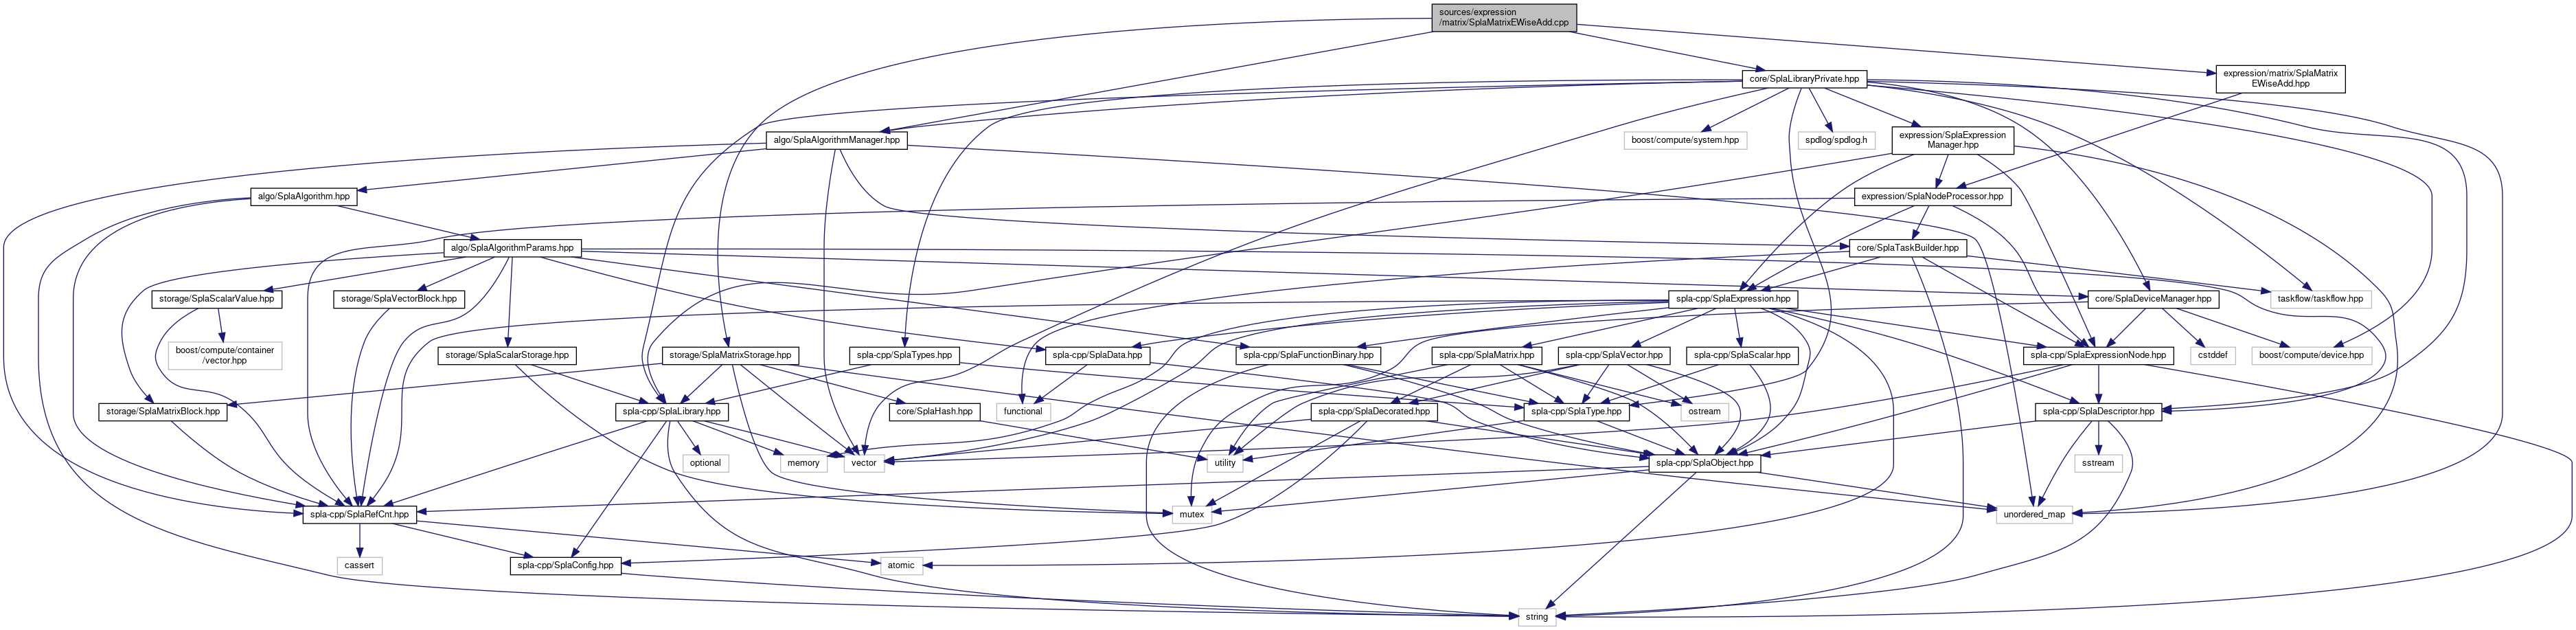 sources/expression
/matrix/SplaMatrixEWiseAdd.cpp
core/SplaLibraryPrivate.hpp
expression/matrix/SplaMatrix
EWiseAdd.hpp
algo/SplaAlgorithmManager.hpp
boost/compute/system.hpp
spdlog/spdlog.h
expression/SplaExpression
Manager.hpp
algo/SplaAlgorithm.hpp
expression/SplaNodeProcessor.hpp
algo/SplaAlgorithmParams.hpp
core/SplaTaskBuilder.hpp
storage/SplaScalarValue.hpp
storage/SplaVectorBlock.hpp
spla-cpp/SplaExpression.hpp
core/SplaDeviceManager.hpp
taskflow/taskflow.hpp
boost/compute/container
/vector.hpp
storage/SplaScalarStorage.hpp
storage/SplaMatrixStorage.hpp
spla-cpp/SplaTypes.hpp
spla-cpp/SplaData.hpp
spla-cpp/SplaFunctionBinary.hpp
spla-cpp/SplaMatrix.hpp
spla-cpp/SplaVector.hpp
spla-cpp/SplaScalar.hpp
spla-cpp/SplaExpressionNode.hpp
cstddef
boost/compute/device.hpp
storage/SplaMatrixBlock.hpp
spla-cpp/SplaLibrary.hpp
core/SplaHash.hpp
functional
spla-cpp/SplaDecorated.hpp
spla-cpp/SplaType.hpp
ostream
spla-cpp/SplaDescriptor.hpp
optional
memory
vector
utility
spla-cpp/SplaObject.hpp
sstream
spla-cpp/SplaRefCnt.hpp
mutex
unordered_map
cassert
spla-cpp/SplaConfig.hpp
atomic
string